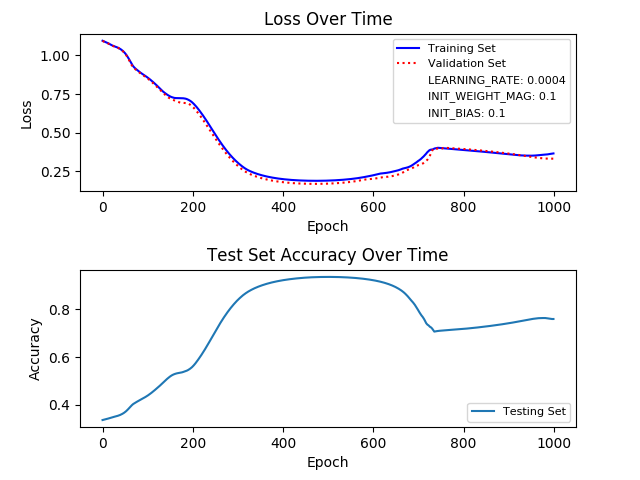 Loss Over Time
1.00
0.75
0.50
0.25
Loss
Training Set
Validation Set
LEARNING_RATE: 0.0004
INIT_WEIGHT_MAG: 0.1
INIT_BIAS: 0.1
0 200 400 600 800 1000
Epoch
Test Set Accuracy Over Time
0.8
0.6
0.4
Accuracy
Testing Set
0 200 400 600 800 1000
Epoch